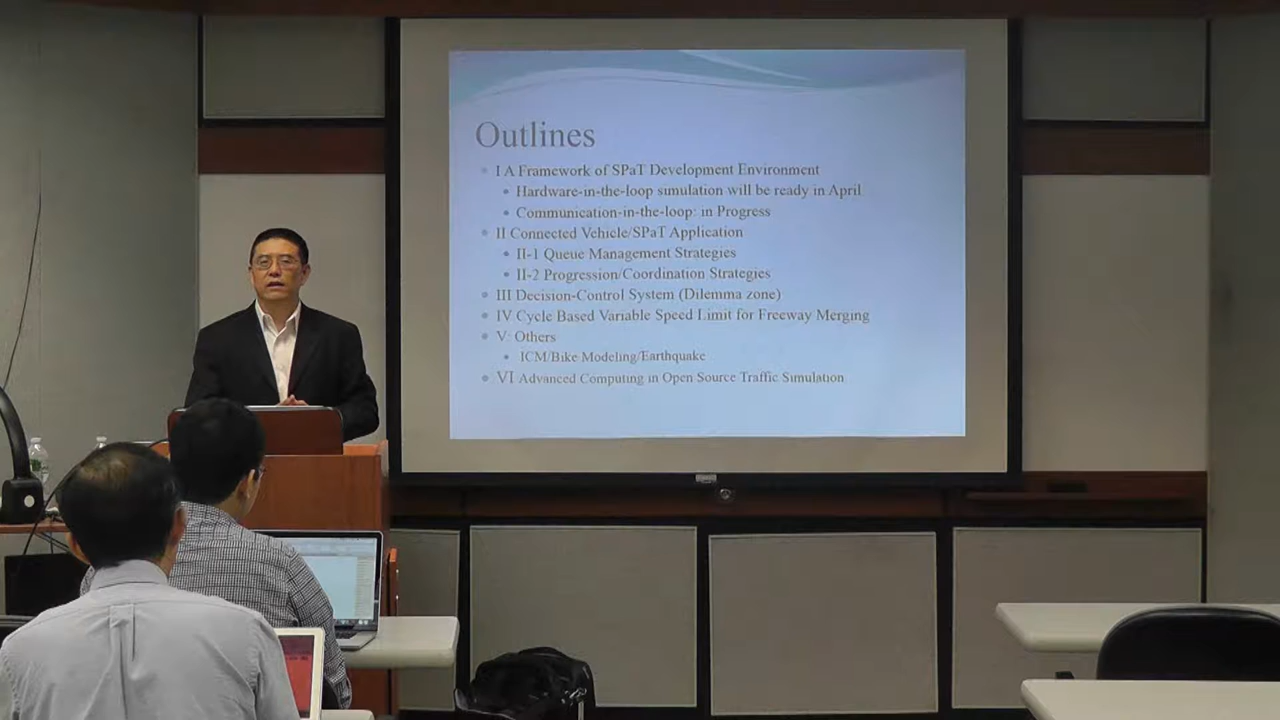 Outlines
I A Framework of SPaT Development Environment
Hardware-in-the-loop simulation will be ready in April
Communication-in-the-loop: in Progress
II Connected Vehicle/SPaT Application
II-1 Queue Management Strategies
II-2 Progression/Coordination Strategies
III Decision-Control System (Dilemma zone)
IV Cycle Based Variable Speed Limit for Freeway Merging
V: Others
ICM/Bike Modeling/Earthquake
VI Advanced Computing in Open Source Traffic Simulation